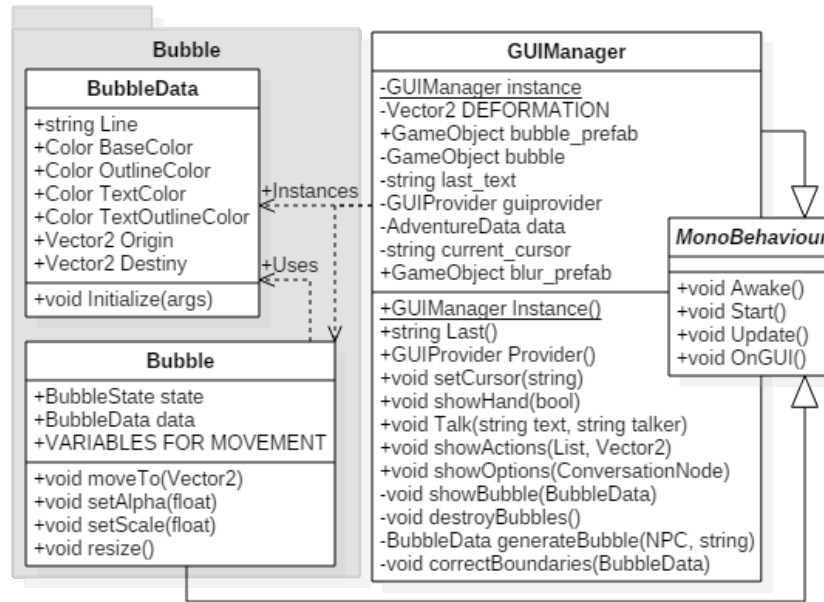 Bubble
BubbleData
+string Line
+Color BaseColor
+Color OutlineColor
+Color TextColor
+Color TextOutlineColor
+Vector2 Origin
+Vector2 Destiny
+void Initialize(args)
+Instances
+Uses
Bubble
+BubbleState state
+BubbleData data
+VARIABLES FOR MOVEMENT
+void moveTo(Vector2)
+void setAlpha(float)
+void setScale(float)
+void resize()
GUIManager
-GUIManager instance
-Vector2 DEFORMATION
+GameObject bubble_prefab
-GameObject bubble
-string last_text
-GUIProvider guiprovider
-AdventureData data
-string current_cursor
+GameObject blur_prefab
+GUIManager Instance()
+string Last()
+GUIProvider Provider()
+void setCursor(string)
+void showHand(bool)
+void Talk(string text, string talker)
+void showActions(List, Vector2)
+void showOptions(ConversationNode)
-void showBubble(BubbleData)
-void destroyBubbles()
-BubbleData generateBubble(NPC, string)
-void correctBoundaries(BubbleData)
MonoBehaviour
+void Awake()
+void Start()
+void Update()
+void OnGUI()